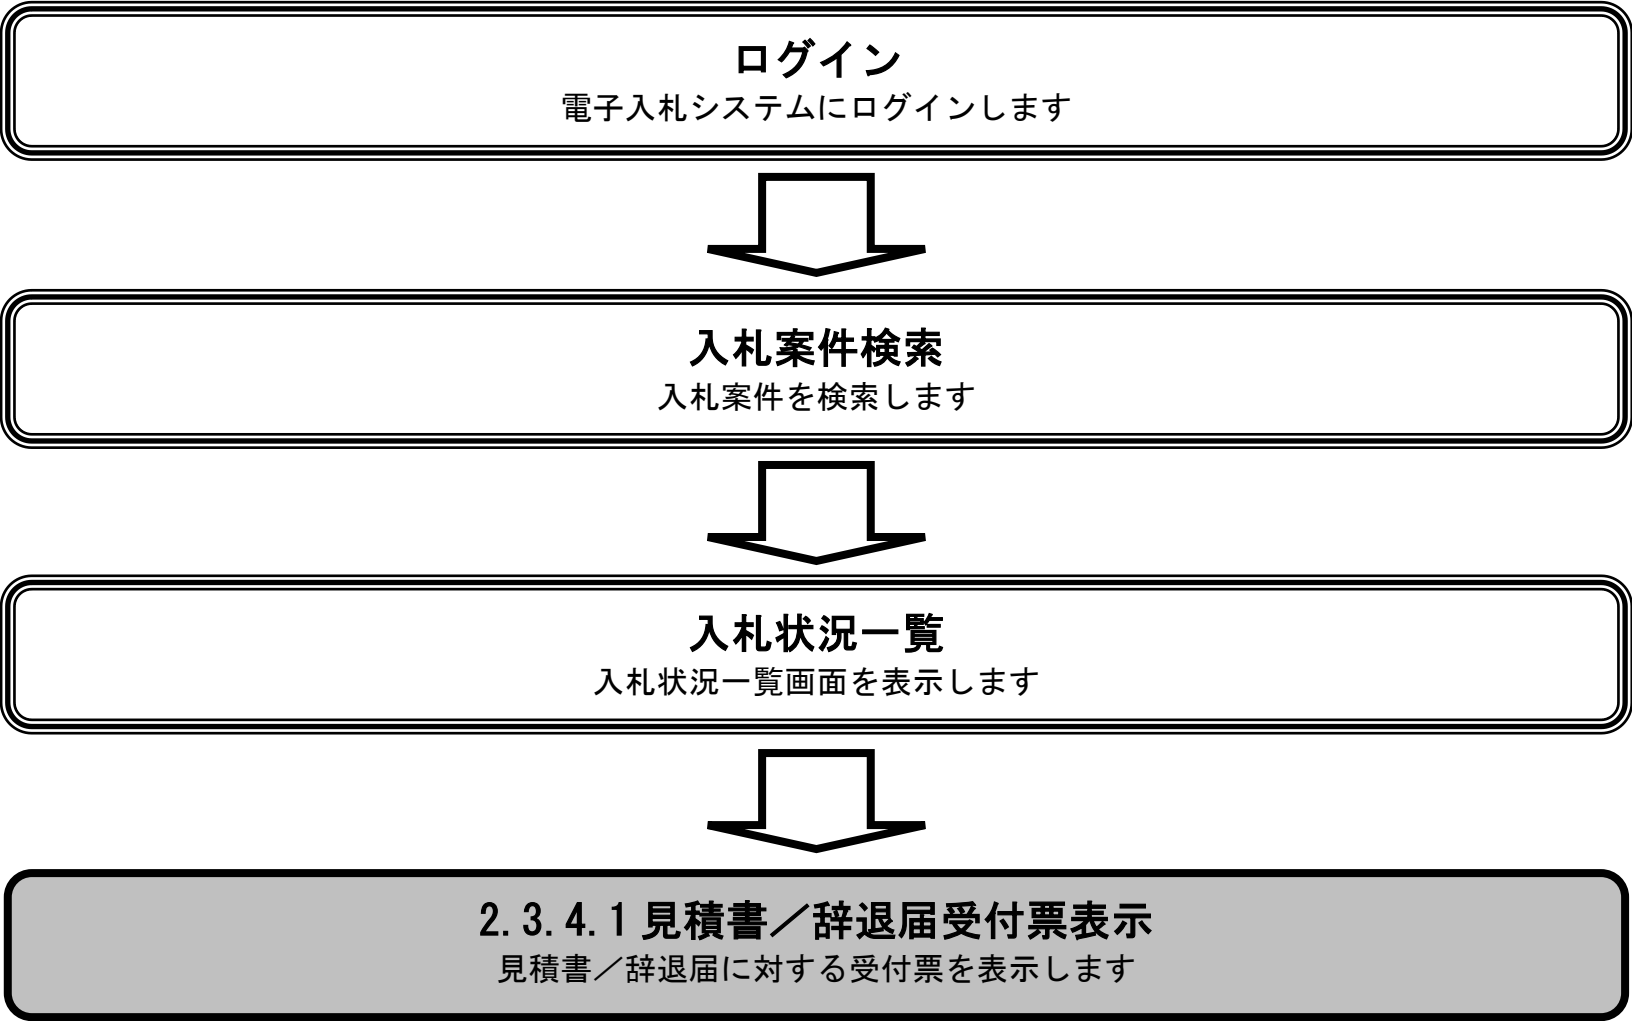 ログイン
電子入札システムにログインします
入札案件検索
入札案件を検索します
入札状況一覧
入札状況一覧画面を表示します
2.3.4.1 見積書／辞退届受付票表示
見積書／辞退届に対する受付票を表示します